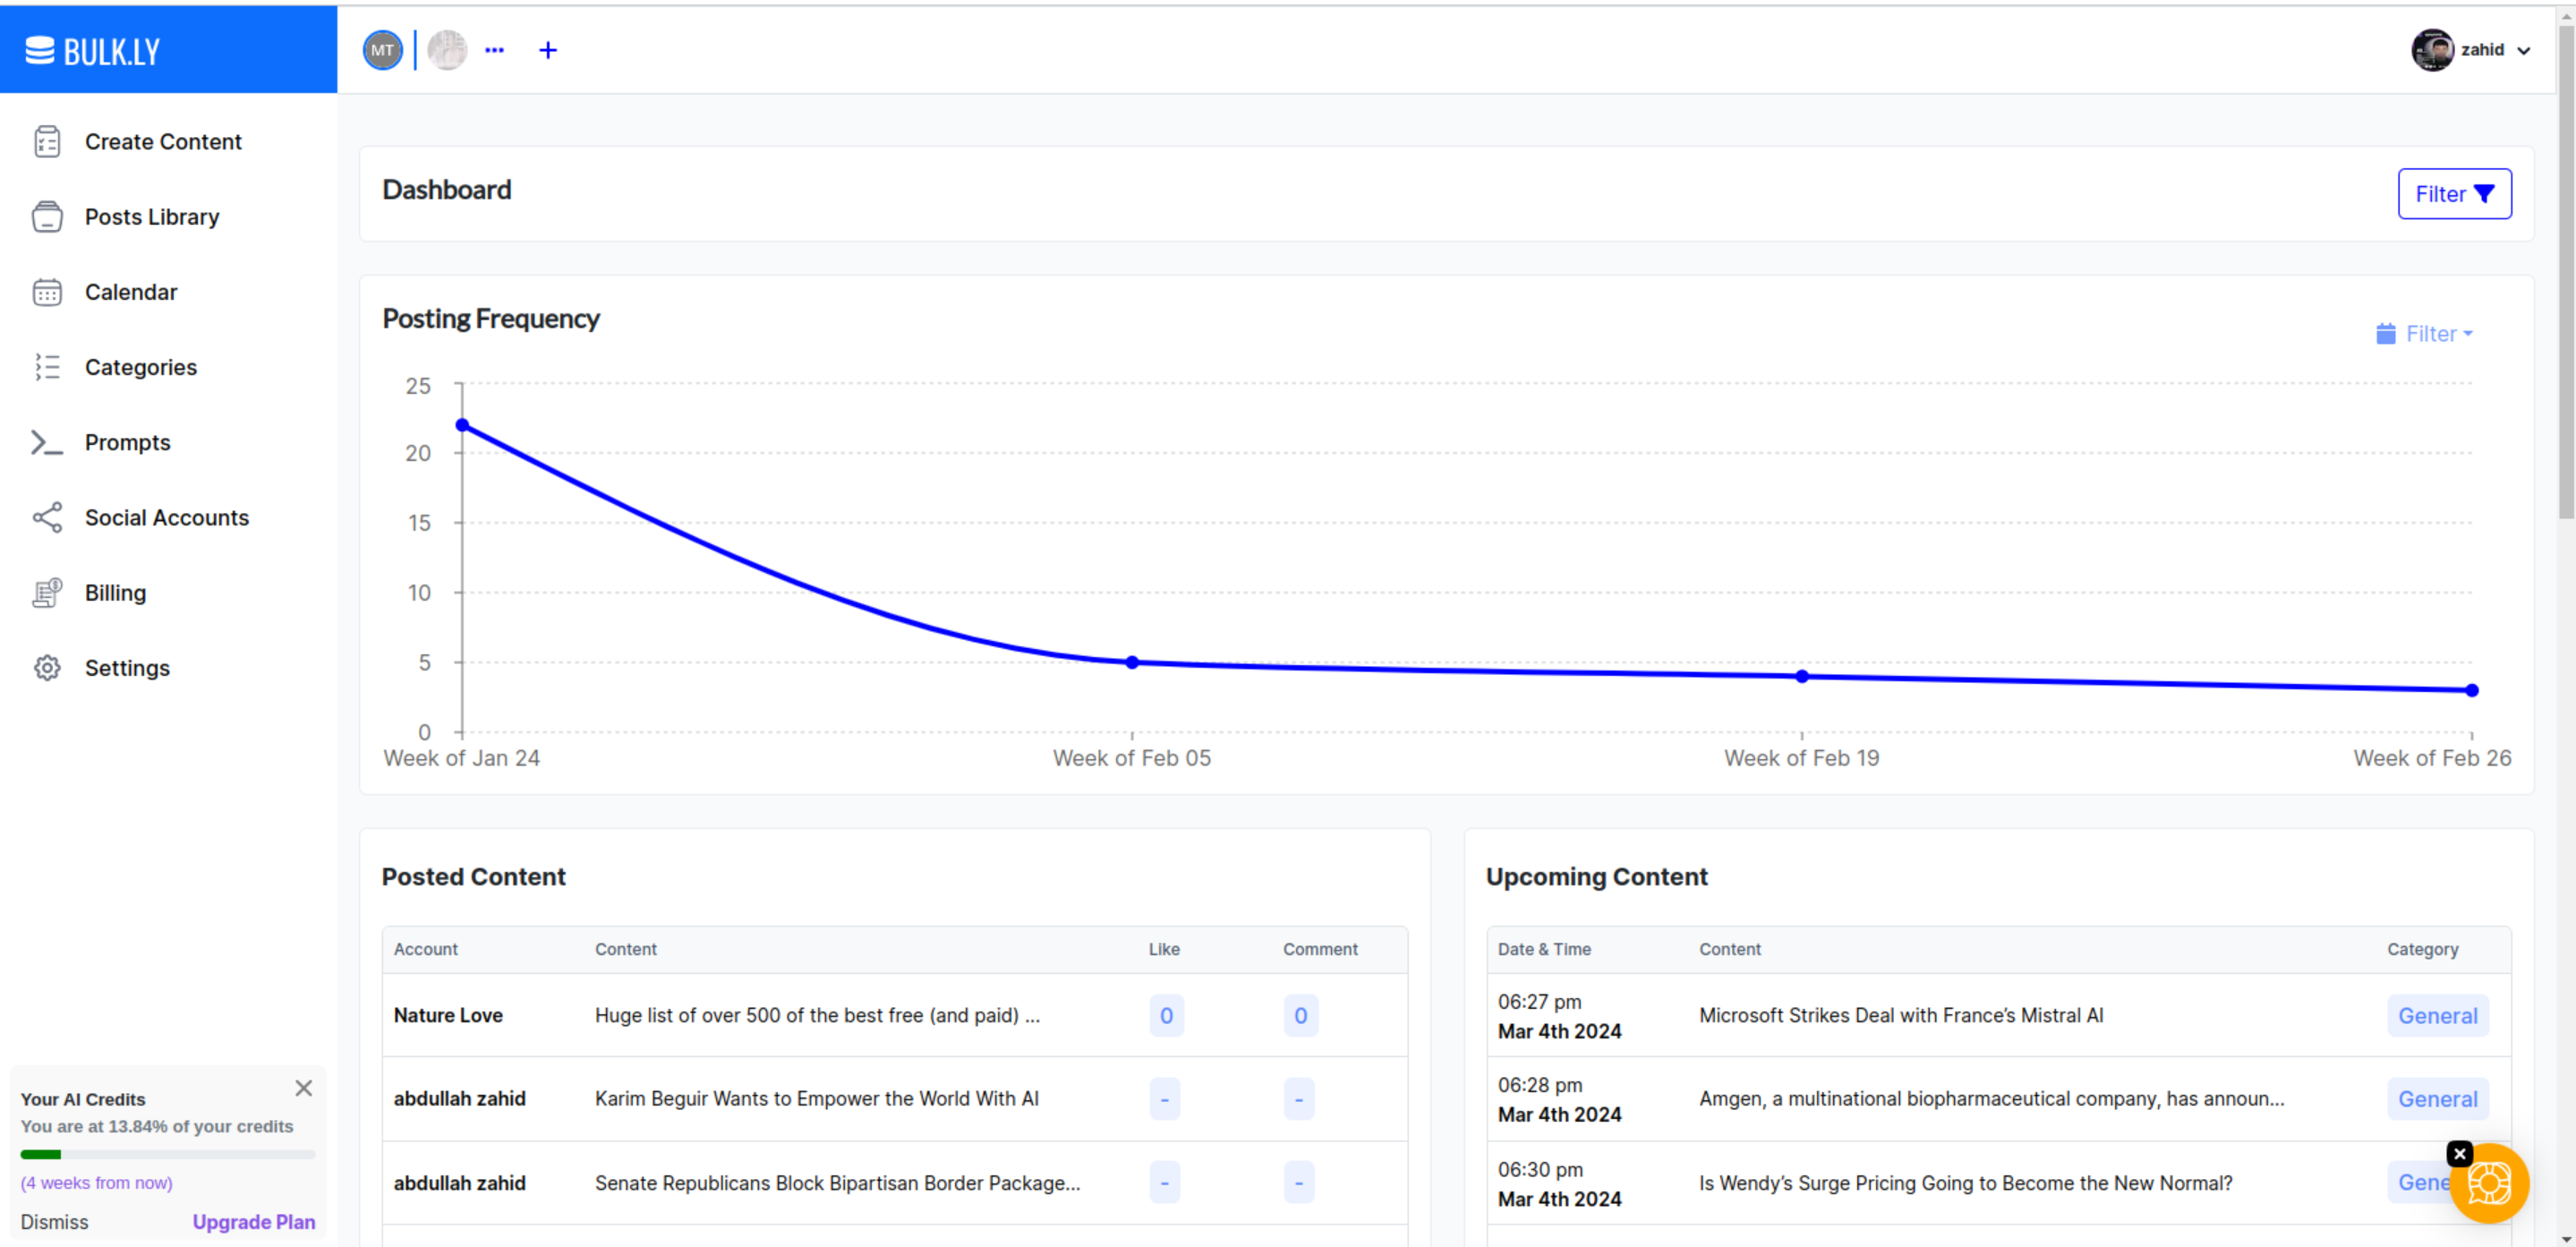 BULK.LY
MT
zahid
Create Content
Posts Library
Calendar
Categories
Prompts
Social Accounts
Billing
Settings
Your AI Credits
You are at 13.84% of your credits
(4 weeks from now)
Dismiss Upgrade Plan
Dashboard
Filter
Posting Frequency
Filter
25
20
15
10
5
0
Week of Jan 24 Week of Feb 05 Week of Feb 19 Week of Feb 26
Posted Content
Account Content Like Comment
Nature Love Huge list of over 500 of the best free (and paid) ... 0 0
abdullah zahid Karim Beguir Wants to Empower the World With AI - -
abdullah zahid Senate Republicans Block Bipartisan Border Package... - -
Upcoming Content
Date & Time Content Category
06:27 pm
Mar 4th 2024 Microsoft Strikes Deal with France’s Mistral AI General
06:28 pm
Mar 4th 2024 Amgen, a multinational biopharmaceutical company, has announ... General
06:30 pm
Mar 4th 2024 Is Wendy’s Surge Pricing Going to Become the New Normal? Gene